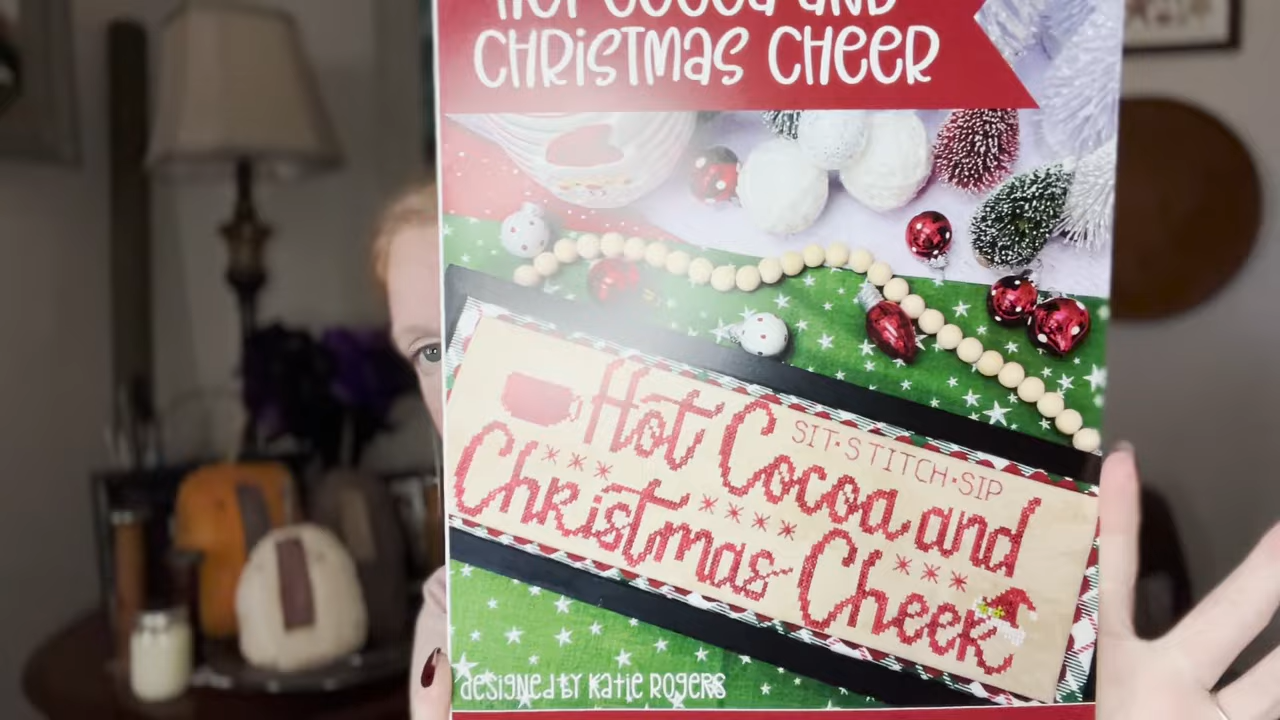 HOT COCOA AND
CHRISTMAS CHEER
Hot Cocoa and
SIT·STITCH·SIP
Christmas Cheer
DESIGNED BY KATIE ROGERS